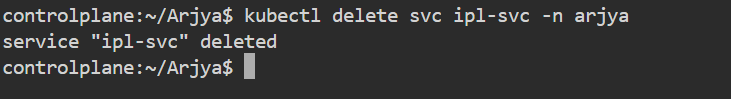 controlplane:~/Arjya$ kubectl delete svc ipl-svc -n arjya
service "ipl-svc" deleted
controlplane:~/Arjya$